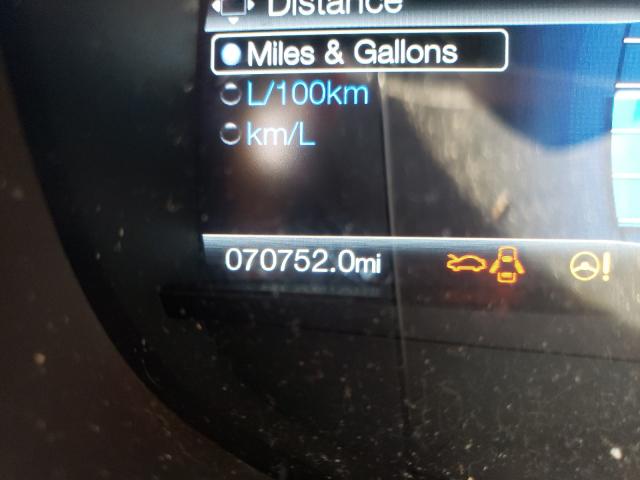 Distance
Miles & Gallons
L/100km
km/L
070752.0mi